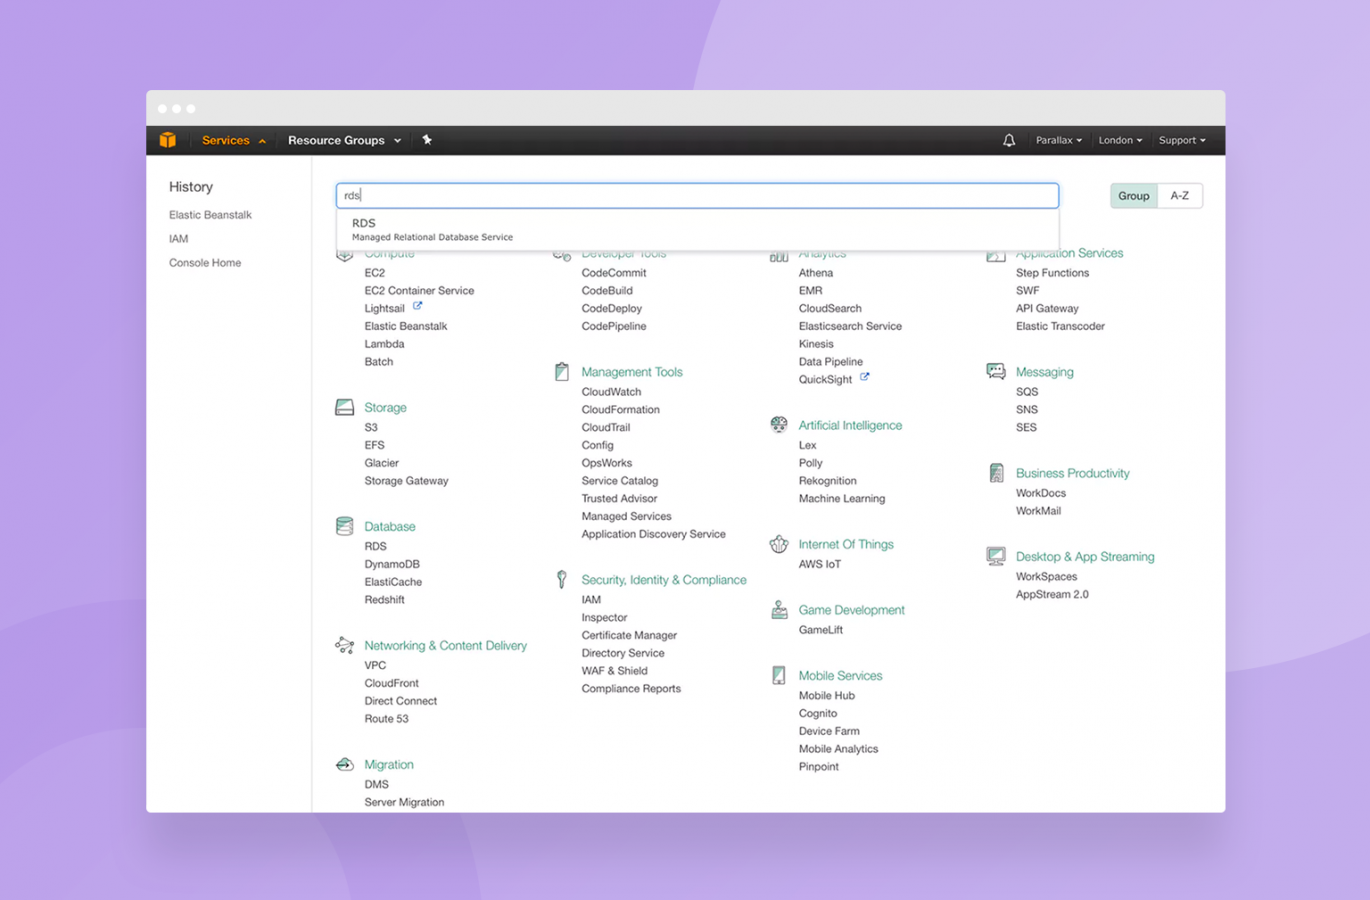 Services
Resource Groups
Parallax
London
Support
History
Elastic Beanstalk
IAM
Console Home
rds
Group
A-Z
RDS
Managed Relational Database Service
Compute
EC2
EC2 Container Service
Lightsail
Elastic Beanstalk
Lambda
Batch
Storage
S3
EFS
Glacier
Storage Gateway
Database
RDS
DynamoDB
ElastiCache
Redshift
Networking & Content Delivery
VPC
CloudFront
Direct Connect
Route 53
Migration
DMS
Server Migration
Developer Tools
CodeCommit
CodeBuild
CodeDeploy
CodePipeline
Management Tools
CloudWatch
CloudFormation
CloudTrail
Config
OpsWorks
Service Catalog
Trusted Advisor
Managed Services
Application Discovery Service
Security, Identity & Compliance
IAM
Inspector
Certificate Manager
Directory Service
WAF & Shield
Compliance Reports
Analytics
Athena
EMR
CloudSearch
Elasticsearch Service
Kinesis
Data Pipeline
QuickSight
Artificial Intelligence
Lex
Polly
Rekognition
Machine Learning
Internet Of Things
AWS IoT
Game Development
GameLift
Mobile Services
Mobile Hub
Cognito
Device Farm
Mobile Analytics
Pinpoint
Application Services
Step Functions
SWF
API Gateway
Elastic Transcoder
Messaging
SQS
SNS
SES
Business Productivity
WorkDocs
WorkMail
Desktop & App Streaming
WorkSpaces
AppStream 2.0